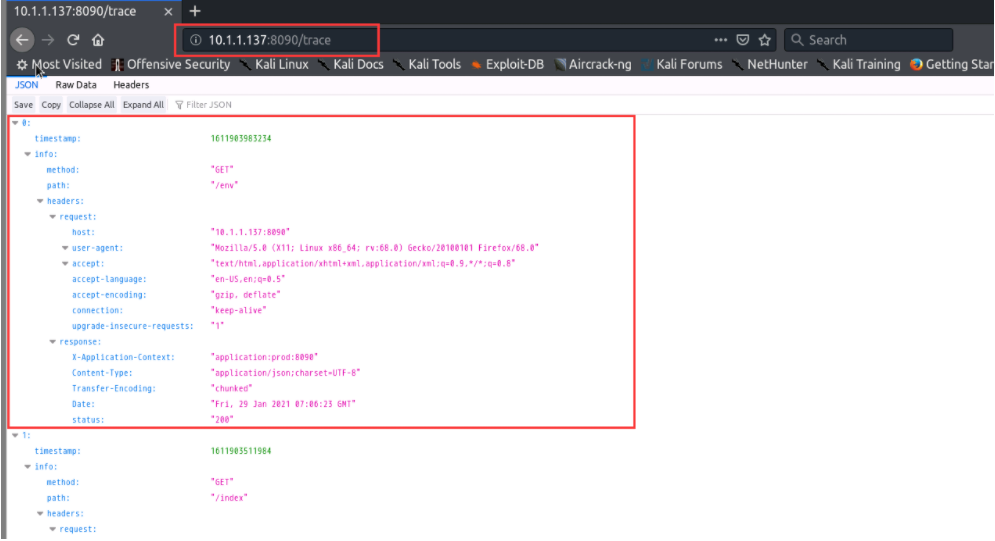 10.1.1.137:8090/trace × +
10.1.1.137:8090/trace Search
Most Visited Offensive Security Kali Linux Kali Docs Kali Tools Exploit-DB Aircrack-ng Kali Forums NetHunter Kali Training Getting Star
JSON Raw Data Headers
Save Copy Collapse All Expand All Filter JSON
0:
timestamp: 1611903983234
info:
method: "GET"
path: "/env"
headers:
request:
host: "10.1.1.137:8090"
user-agent: "Mozilla/5.0 (X11; Linux x86_64; rv:68.0) Gecko/20100101 Firefox/68.0"
accept: "text/html,application/xhtml+xml,application/xml;q=0.9,*/*;q=0.8"
accept-language: "en-US,en;q=0.5"
accept-encoding: "gzip, deflate"
connection: "keep-alive"
upgrade-insecure-requests: "1"
response:
X-Application-Context: "application:prod:8090"
Content-Type: "application/json;charset=UTF-8"
Transfer-Encoding: "chunked"
Date: "Fri, 29 Jan 2021 07:06:23 GMT"
status: "200"
1:
timestamp: 1611903511984
info:
method: "GET"
path: "/index"
headers:
request: